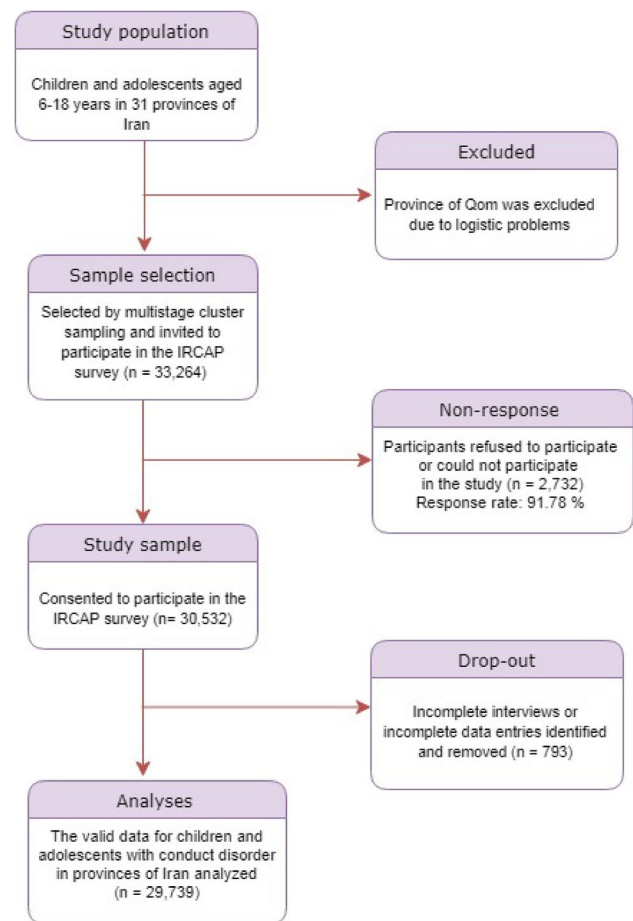 Study population
Children and adolescents aged
6-18 years in 31 provinces of
Iran
Excluded
Province of Qom was excluded
due to logistic problems
Sample selection
Selected by multistage cluster
sampling and invited to
participate in the IRCAP
survey (n = 33,264)
Non-response
Participants refused to participate
or could not participate
in the study (n = 2,732)
Response rate: 91.78 %
Study sample
Consented to participate in the
IRCAP survey (n= 30,532)
Drop-out
Incomplete interviews or
incomplete data entries identified
and removed (n = 793)
Analyses
The valid data for children and
adolescents with conduct disorder
in provinces of Iran analyzed
(n = 29,739)